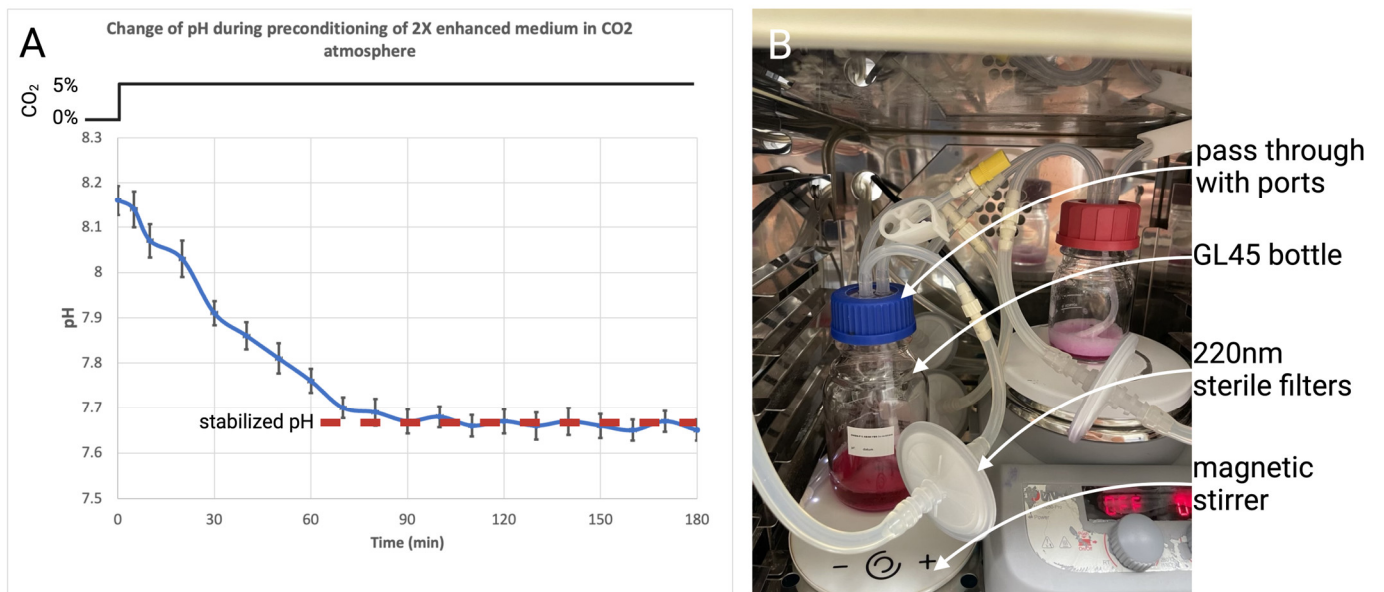 A
Change of pH during preconditioning of 2X enhanced medium in CO2
atmosphere
CO₂
5%
0%
pH
8.3
8.2
8.1
8
7.9
7.8
7.7
7.6
7.5
stabilized pH
0 30 60 90 120 150 180
Time (min)
B
pass through
with ports
GL45 bottle
220nm
sterile filters
magnetic
stirrer
− +